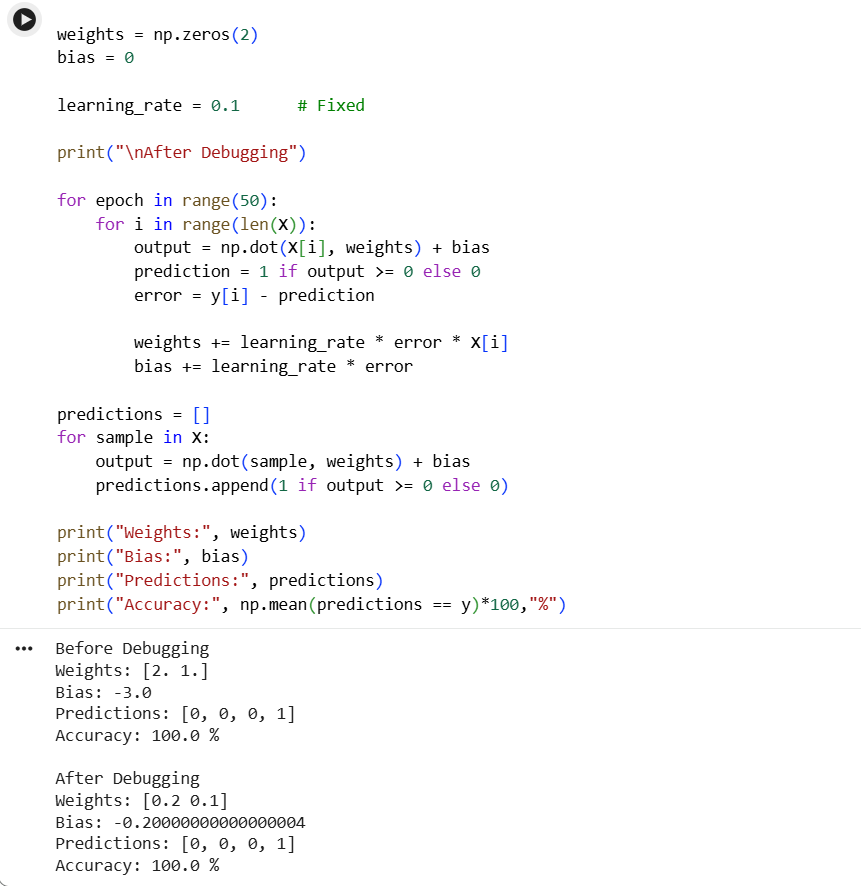 weights = np.zeros(2)
bias = 0
learning_rate = 0.1      # Fixed
print("\nAfter Debugging")
for epoch in range(50):
    for i in range(len(X)):
        output = np.dot(X[i], weights) + bias
        prediction = 1 if output >= 0 else 0
        error = y[i] - prediction
        weights += learning_rate * error * X[i]
        bias += learning_rate * error
predictions = []
for sample in X:
    output = np.dot(sample, weights) + bias
    predictions.append(1 if output >= 0 else 0)
print("Weights:", weights)
print("Bias:", bias)
print("Predictions:", predictions)
print("Accuracy:", np.mean(predictions == y)*100,"%")
Before Debugging
Weights: [2. 1.]
Bias: -3.0
Predictions: [0, 0, 0, 1]
Accuracy: 100.0 %
After Debugging
Weights: [0.2 0.1]
Bias: -0.20000000000000004
Predictions: [0, 0, 0, 1]
Accuracy: 100.0 %